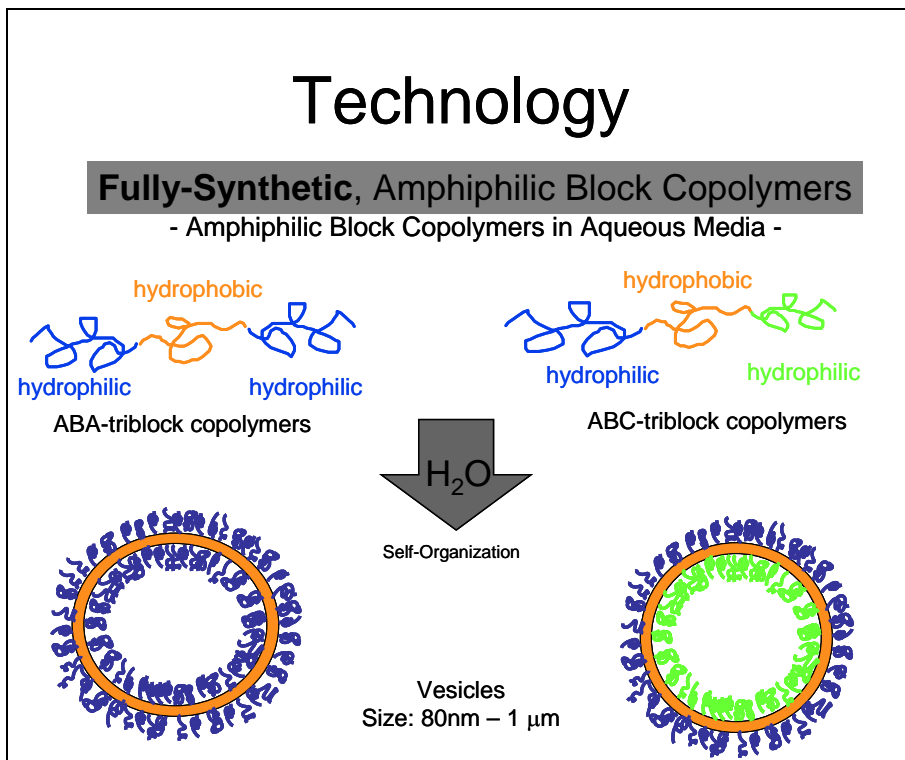 Technology
Fully-Synthetic, Amphiphilic Block Copolymers
- Amphiphilic Block Copolymers in Aqueous Media -
hydrophobic
hydrophilic
hydrophilic
ABA-triblock copolymers
hydrophobic
hydrophilic
hydrophilic
ABC-triblock copolymers
H₂O
Self-Organization
Vesicles
Size: 80nm – 1 μm